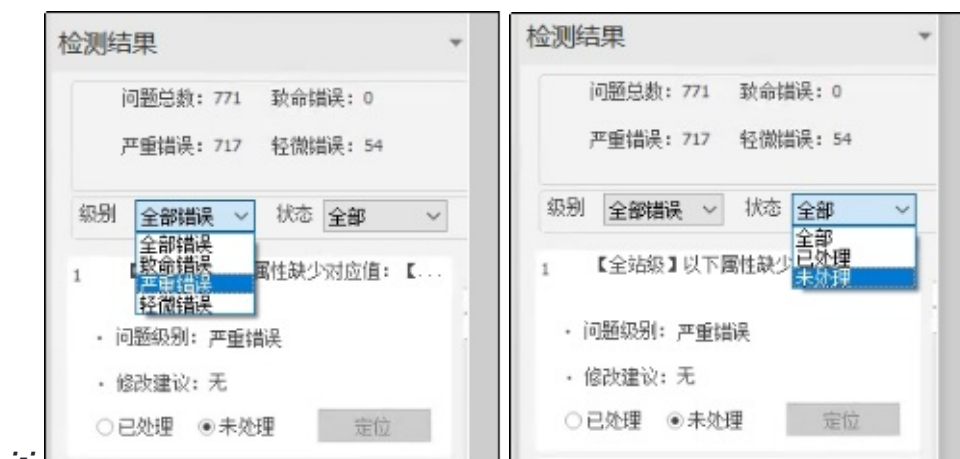 检测结果
问题总数：771 致命错误：0
严重错误：717 轻微错误：54
级别 全部错误 状态 全部
全部错误
致命错误
严重错误
轻微错误
1 【 属性缺少对应值：【...
· 问题级别：严重错误
· 修改建议：无
已处理 未处理 定位
检测结果
问题总数：771 致命错误：0
严重错误：717 轻微错误：54
级别 全部错误 状态 全部
全部
已处理
未处理
1 【全站级】以下属性缺少
· 问题级别：严重错误
· 修改建议：无
已处理 未处理 定位